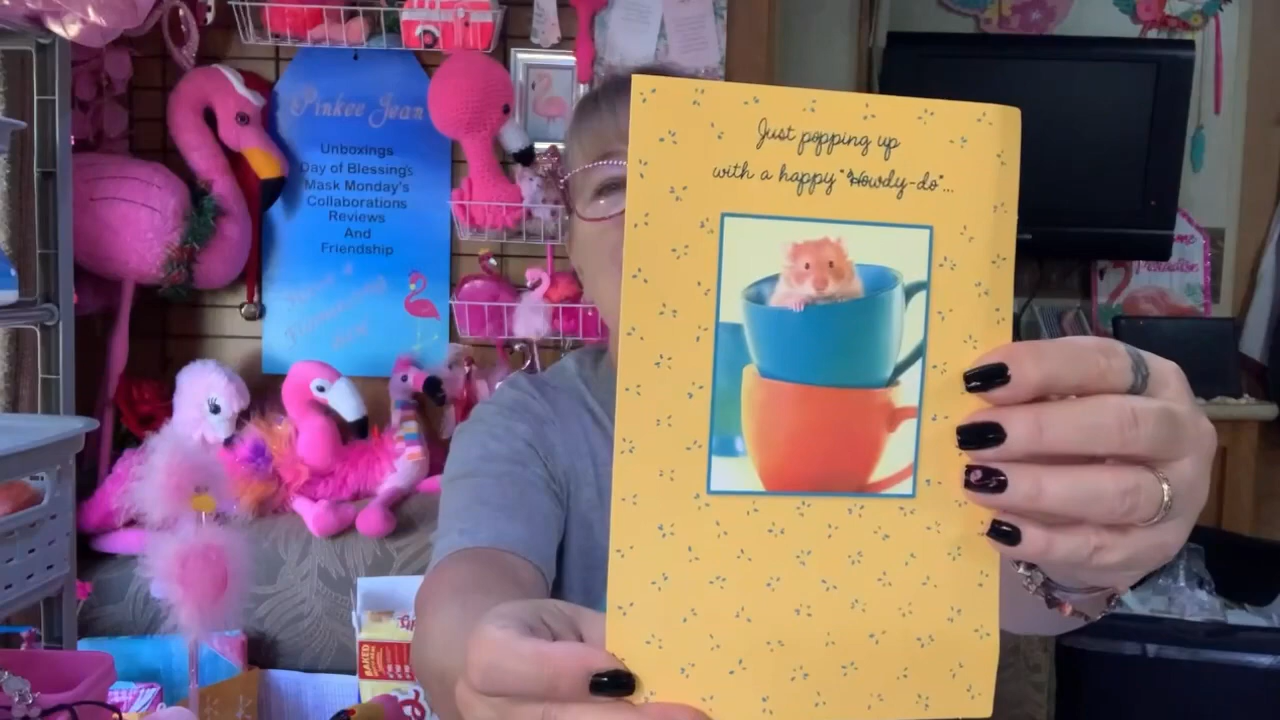 Pinkee Jean
Unboxings
Day of Blessing's
Mask Monday's
Collaborations
Reviews
And
Friendship
Just popping up
with a happy "Howdy-do"...
BAKED